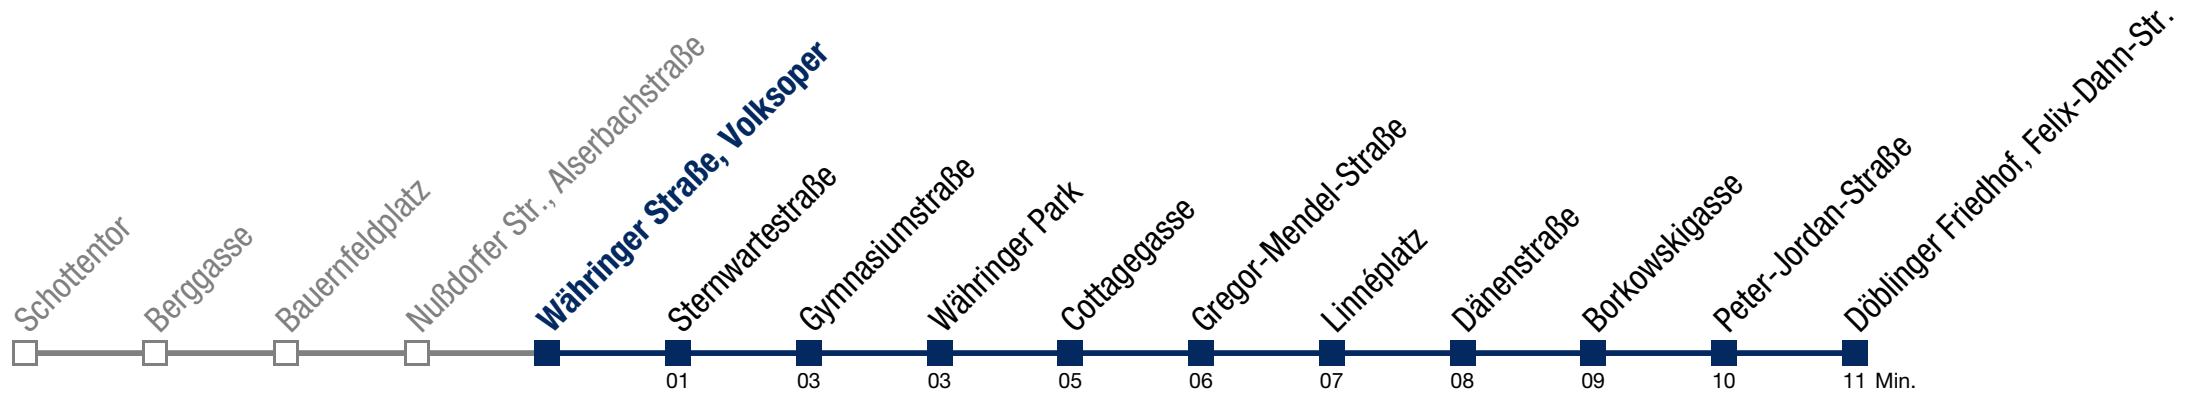 Schottentor
Berggasse
Bauernfeldplatz
Nußdorfer Str., Alserbachstraße
Währinger Straße, Volksoper
Sternwartestraße
Gymnasiumstraße
Währinger Park
Cottagegasse
Gregor-Mendel-Straße
Linnéplatz
Dänenstraße
Borkowskigasse
Peter-Jordan-Straße
Döblinger Friedhof, Felix-Dahn-Str.
01 03 03 05 06 07 08 09 10 11 Min.